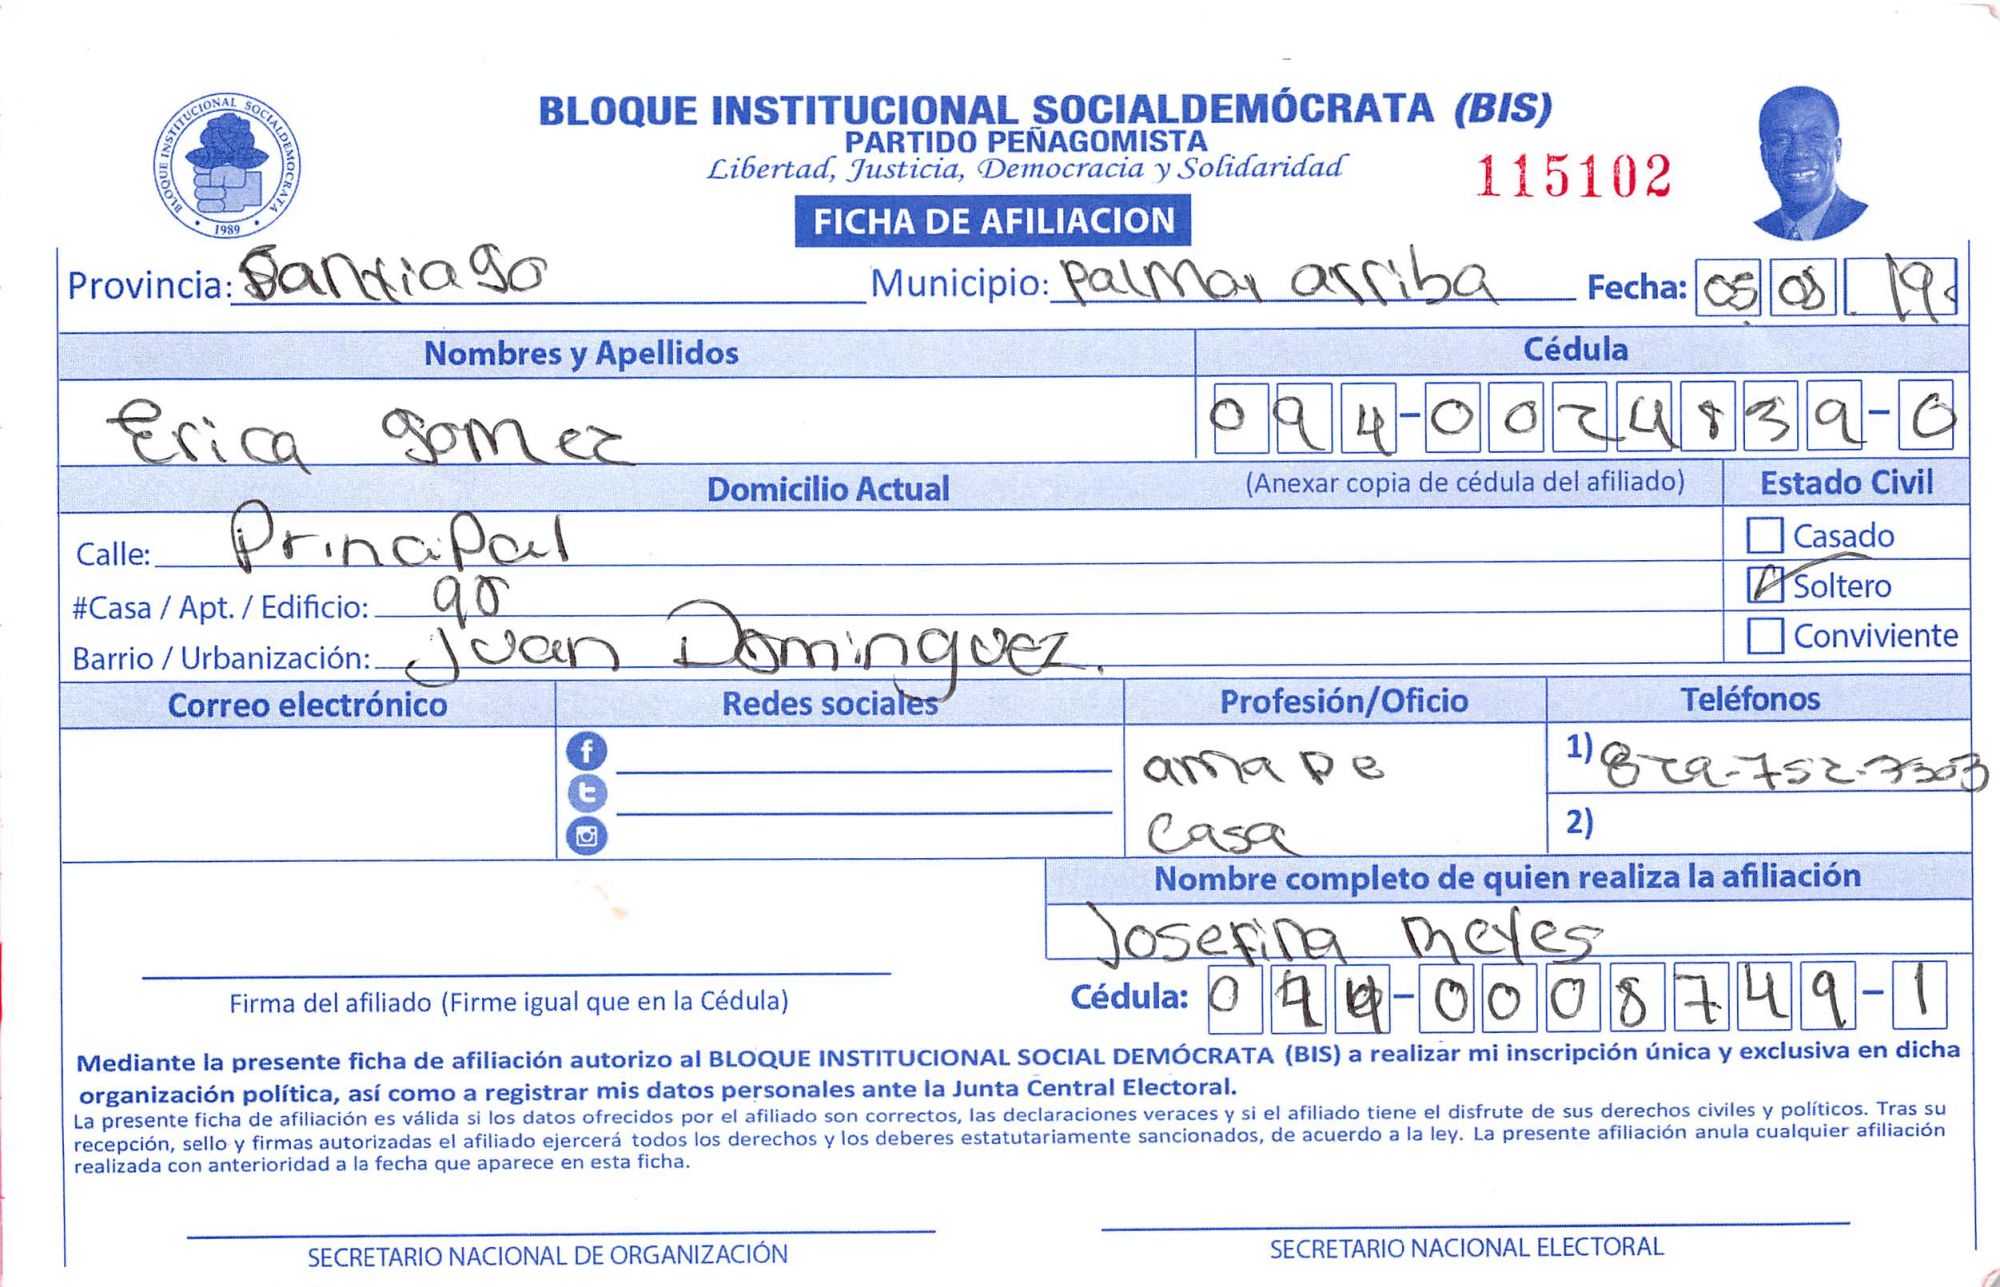 BLOQUE INSTITUCIONAL SOCIALDEMOCRATA
1989
BLOQUE INSTITUCIONAL SOCIALDEMÓCRATA (BIS)
PARTIDO PEÑAGOMISTA
Libertad, Justicia, Democracia y Solidaridad
115102
FICHA DE AFILIACION
Provincia: Santiago Municipio: Palmar arriba Fecha: 05 08 19
Nombres y Apellidos Cédula
Erica gomez 094-0024839-0
Domicilio Actual (Anexar copia de cédula del afiliado) Estado Civil
Calle: Principal Casado
#Casa / Apt. / Edificio: 90 Soltero
Barrio / Urbanización: Juan Dominguez. Conviviente
Correo electrónico Redes sociales Profesión/Oficio Teléfonos
ama De 1) 829-752-7303
Casa 2)
Nombre completo de quien realiza la afiliación
Josefina Reyes
Firma del afiliado (Firme igual que en la Cédula) Cédula: 094-0008749-1
Mediante la presente ficha de afiliación autorizo al BLOQUE INSTITUCIONAL SOCIAL DEMÓCRATA (BIS) a realizar mi inscripción única y exclusiva en dicha
organización política, así como a registrar mis datos personales ante la Junta Central Electoral.
La presente ficha de afiliación es válida si los datos ofrecidos por el afiliado son correctos, las declaraciones veraces y si el afiliado tiene el disfrute de sus derechos civiles y políticos. Tras su
recepción, sello y firmas autorizadas el afiliado ejercerá todos los derechos y los deberes estatutariamente sancionados, de acuerdo a la ley. La presente afiliación anula cualquier afiliación
realizada con anterioridad a la fecha que aparece en esta ficha.
SECRETARIO NACIONAL DE ORGANIZACIÓN SECRETARIO NACIONAL ELECTORAL